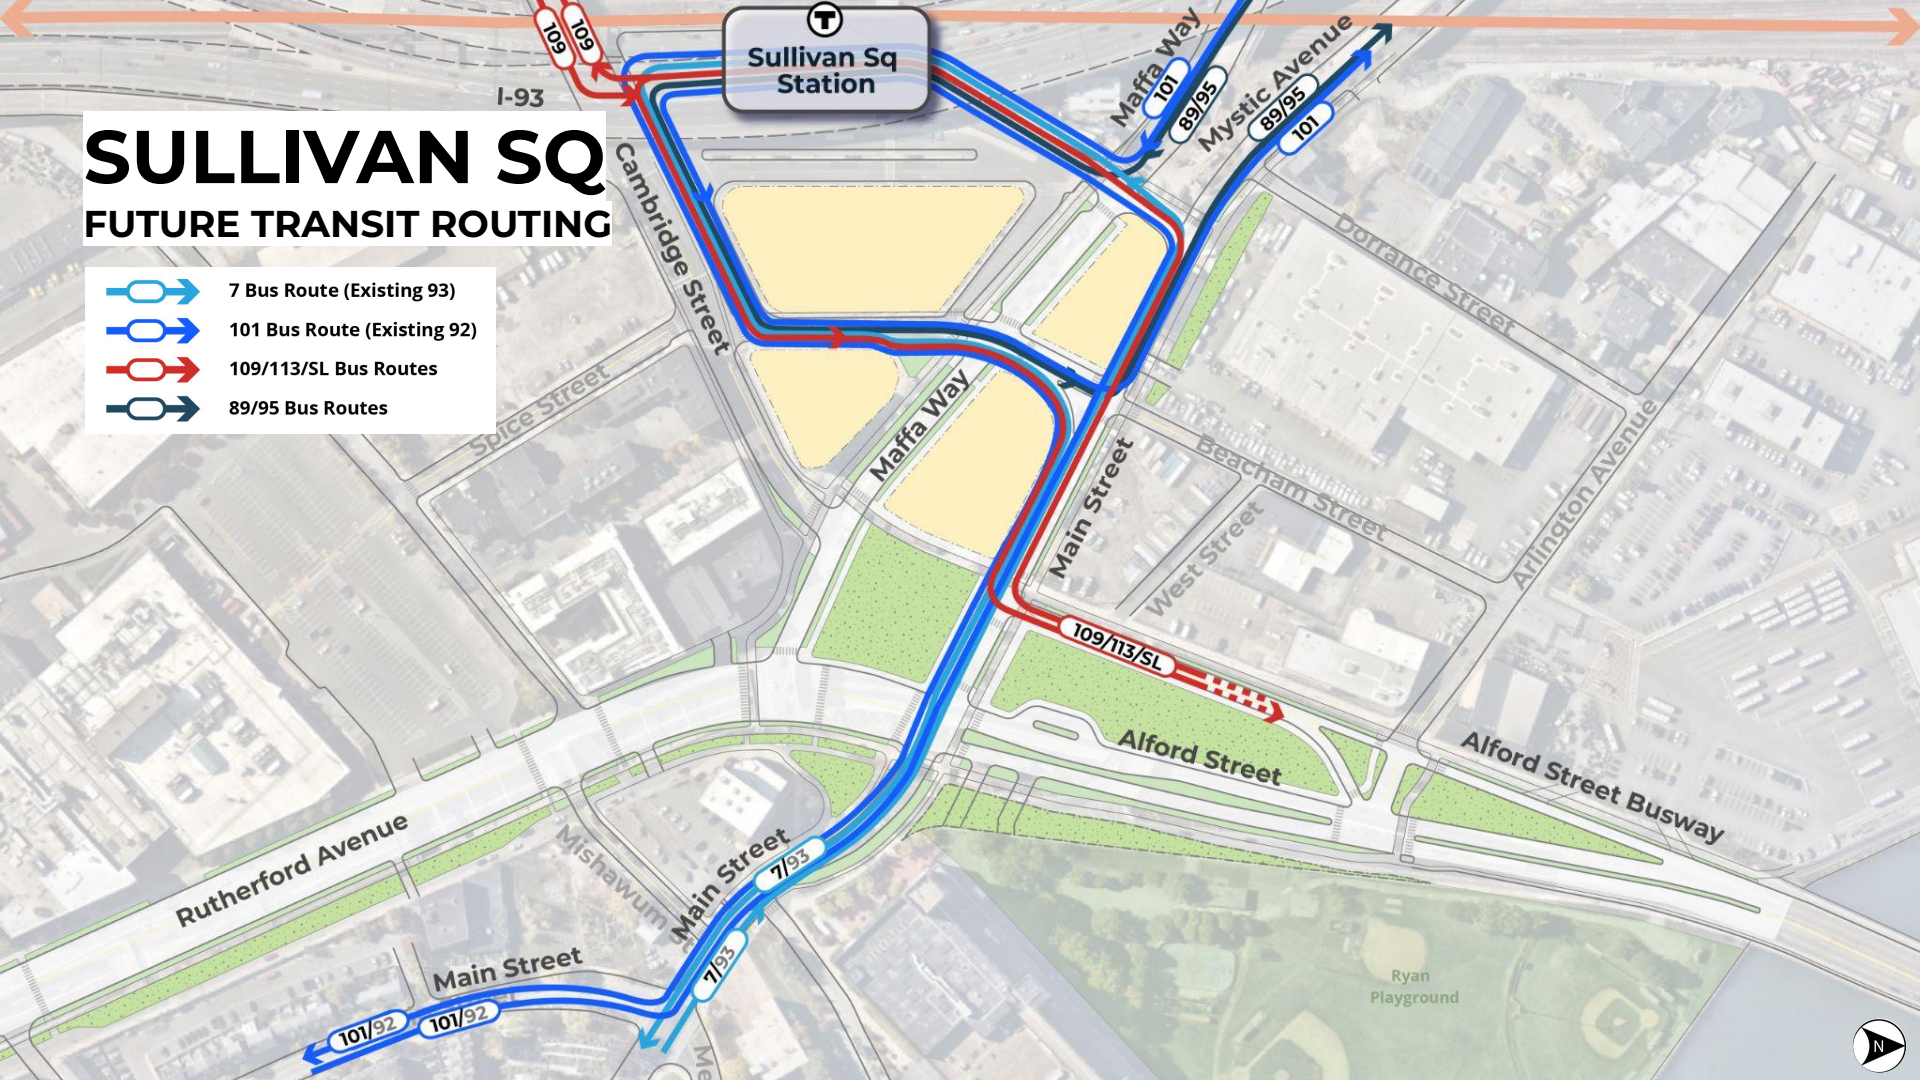 T
Sullivan Sq
Station
109
109
I-93
SULLIVAN SQ
FUTURE TRANSIT ROUTING
7 Bus Route (Existing 93)
101 Bus Route (Existing 92)
109/113/SL Bus Routes
89/95 Bus Routes
Maffa Way
101
89/95
Mystic Avenue
89/95
101
Cambridge Street
Dorrance Street
Spice Street
Maffa Way
Main Street
Beacham Street
West Street
Arlington Avenue
109/113/SL
Alford Street
Alford Street Busway
Rutherford Avenue
Mishawum
Main Street
7/93
7/93
Main Street
101/92
101/92
Me
Ryan
Playground
N